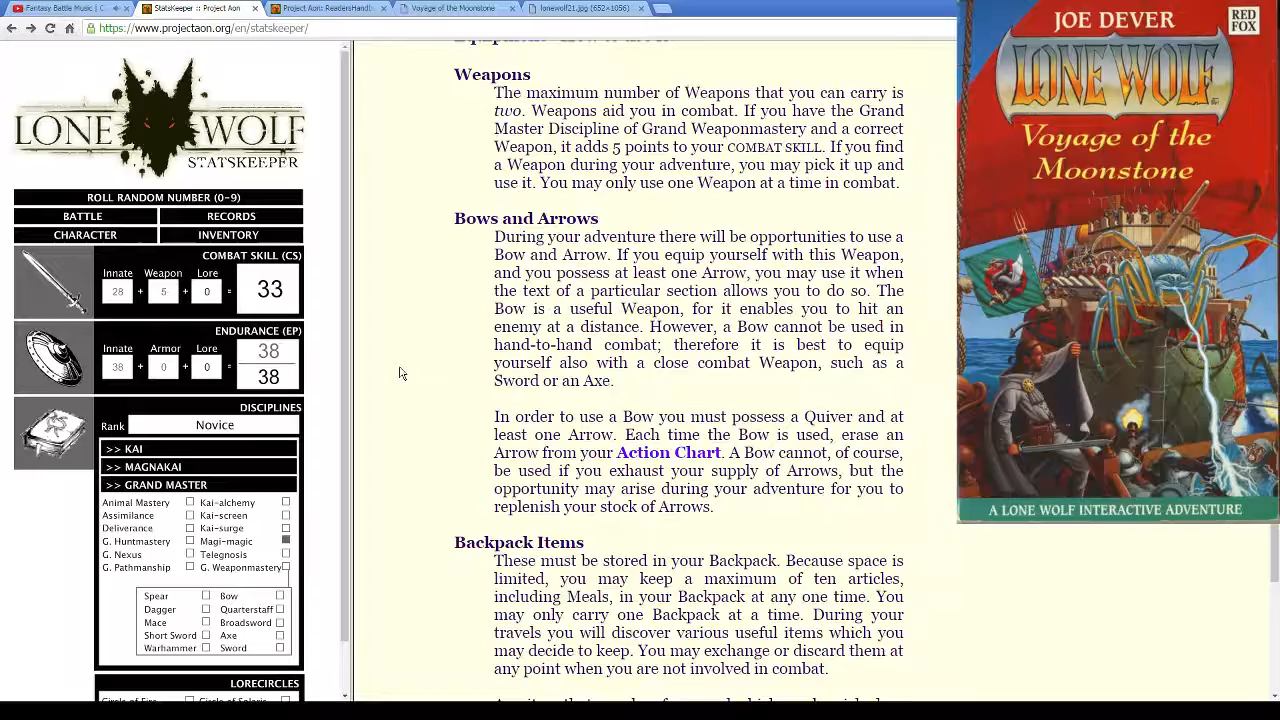 Fantasy Battle Music | C
StatsKeeper :: Project Aon
Project Aon: ReadersHandl
Voyage of the Moonstone
lonewolf21.jpg (652×1056)
https://www.projectaon.org/en/statskeeper/
LONE WOLF
STATSKEEPER
ROLL RANDOM NUMBER (0-9)
BATTLE RECORDS
CHARACTER INVENTORY
COMBAT SKILL (CS)
Innate Weapon Lore
28 + 5 + 0 = 33
ENDURANCE (EP)
Innate Armor Lore
38
38 + 0 + 0 =
38
DISCIPLINES
Rank Novice
>> KAI
>> MAGNAKAI
>> GRAND MASTER
Animal Mastery Kai-alchemy
Assimilance Kai-screen
Deliverance Kai-surge
G. Huntmastery Magi-magic
G. Nexus Telegnosis
G. Pathmanship G. Weaponmastery
Spear Bow
Dagger Quarterstaff
Mace Broadsword
Short Sword Axe
Warhammer Sword
LORECIRCLES
Circle of Fire Circle of Solaris
Weapons
The maximum number of Weapons that you can carry is
two. Weapons aid you in combat. If you have the Grand
Master Discipline of Grand Weaponmastery and a correct
Weapon, it adds 5 points to your COMBAT SKILL. If you find
a Weapon during your adventure, you may pick it up and
use it. You may only use one Weapon at a time in combat.
Bows and Arrows
During your adventure there will be opportunities to use a
Bow and Arrow. If you equip yourself with this Weapon,
and you possess at least one Arrow, you may use it when
the text of a particular section allows you to do so. The
Bow is a useful Weapon, for it enables you to hit an
enemy at a distance. However, a Bow cannot be used in
hand-to-hand combat; therefore it is best to equip
yourself also with a close combat Weapon, such as a
Sword or an Axe.
In order to use a Bow you must possess a Quiver and at
least one Arrow. Each time the Bow is used, erase an
Arrow from your Action Chart. A Bow cannot, of course,
be used if you exhaust your supply of Arrows, but the
opportunity may arise during your adventure for you to
replenish your stock of Arrows.
Backpack Items
These must be stored in your Backpack. Because space is
limited, you may keep a maximum of ten articles,
including Meals, in your Backpack at any one time. You
may only carry one Backpack at a time. During your
travels you will discover various useful items which you
may decide to keep. You may exchange or discard them at
any point when you are not involved in combat.
JOE DEVER
RED
FOX
LONE WOLF
Voyage of the
Moonstone
A LONE WOLF INTERACTIVE ADVENTURE